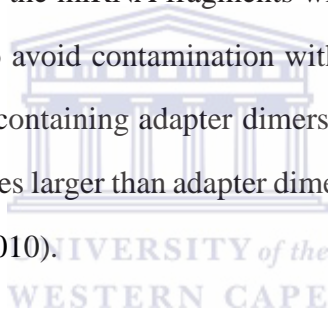 the miRNA fragments w
avoid contamination with
containing adapter dimers
es larger than adapter dime
010).
UNIVERSITY of the
WESTERN CAPE